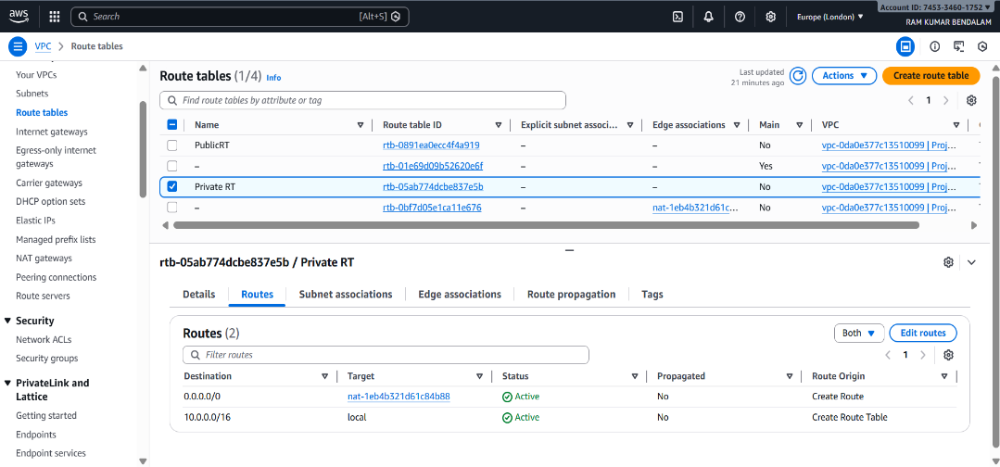 aws Search [Alt+S] Europe (London) ▼ Account ID: 7453-3460-1752 ▼
RAM KUMAR BENDALAM
VPC > Route tables
Your VPCs
Subnets
Route tables
Internet gateways
Egress-only internet
gateways
Carrier gateways
DHCP option sets
Elastic IPs
Managed prefix lists
NAT gateways
Peering connections
Route servers
▼ Security
Network ACLs
Security groups
▼ PrivateLink and
Lattice
Getting started
Endpoints
Endpoint services
Route tables (1/4) Info
Last updated
21 minutes ago
Actions ▼ Create route table
Find route tables by attribute or tag
< 1 >
Name Route table ID Explicit subnet associ... Edge associations Main VPC
PublicRT rtb-0891ea0ecc4f4a919 – – No vpc-0da0e377c13510099 | Proj...
– rtb-01e69d09b52620e6f – – Yes vpc-0da0e377c13510099 | Proj...
Private RT rtb-05ab774dcbe837e5b – – No vpc-0da0e377c13510099 | Proj...
– rtb-0bf7d05e1ca11e676 – nat-1eb4b321d61c... No vpc-0da0e377c13510099 | Proj...
rtb-05ab774dcbe837e5b / Private RT
Details Routes Subnet associations Edge associations Route propagation Tags
Routes (2)
Both ▼ Edit routes
Filter routes
< 1 >
Destination Target Status Propagated Route Origin
0.0.0.0/0 nat-1eb4b321d61c84b88 Active No Create Route
10.0.0.0/16 local Active No Create Route Table